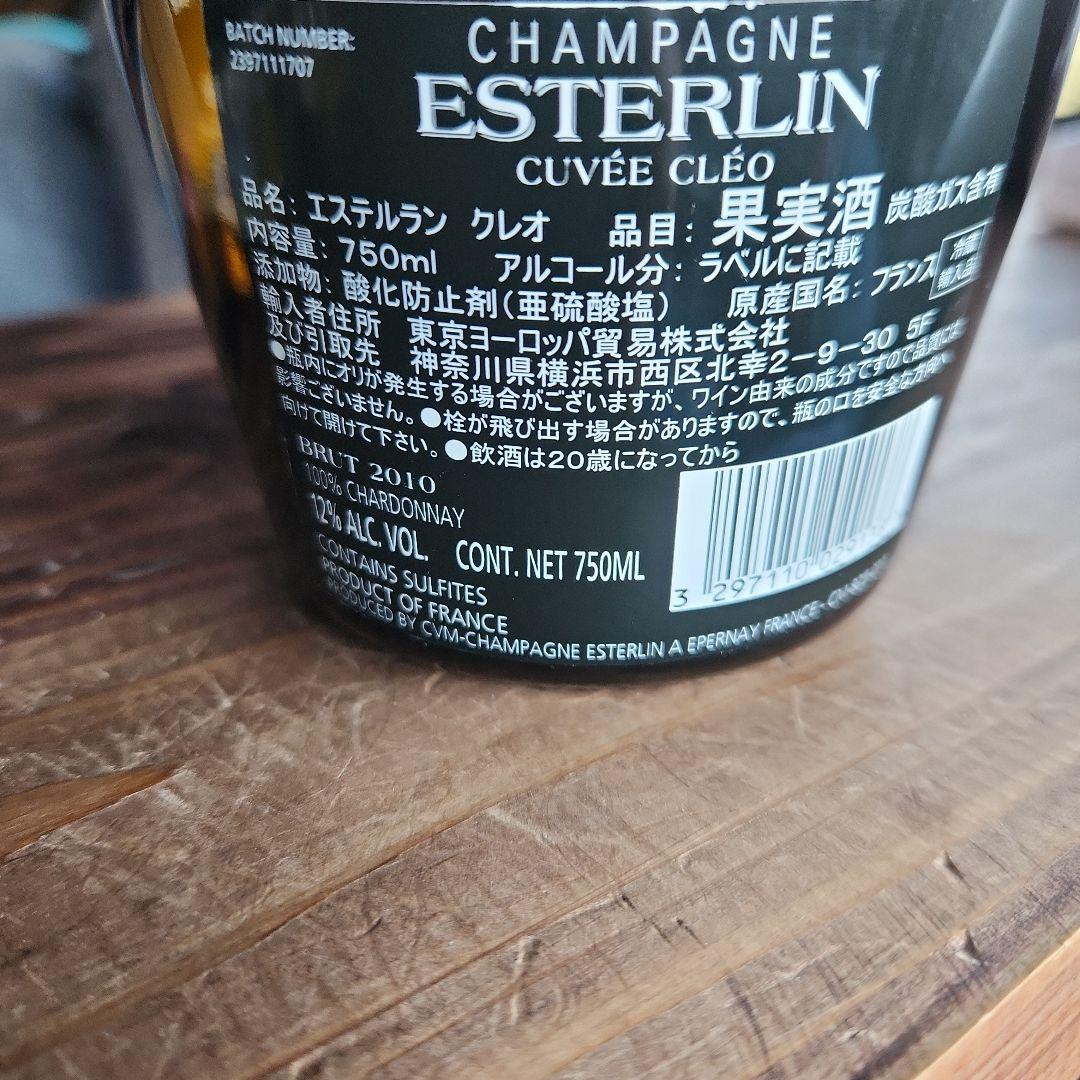 BATCH NUMBER:
2397111707
CHAMPAGNE
ESTERLIN
CUVÉE CLÉO
品名: エステルラン クレオ 品目: 果実酒 炭酸ガス含有
内容量: 750ml アルコール分: ラベルに記載
添加物: 酸化防止剤(亜硫酸塩) 原産国名: フランス
冷蔵
輸入品
輸入者住所 東京ヨーロッパ貿易株式会社
及び引取先 神奈川県横浜市西区北幸2-9-30 5F
●瓶内にオリが発生する場合がございますが、ワイン由来の成分ですので品質に
影響ございません。●栓が飛び出す場合がありますので、瓶の口を安全な方向へ
向けて開けて下さい。●飲酒は20歳になってから
BRUT 2010
100% CHARDONNAY
12% ALC. VOL. CONT. NET 750ML
CONTAINS SULFITES
PRODUCT OF FRANCE
PRODUCED BY CVM-CHAMPAGNE ESTERLIN A EPERNAY FRANCE-
3 297110